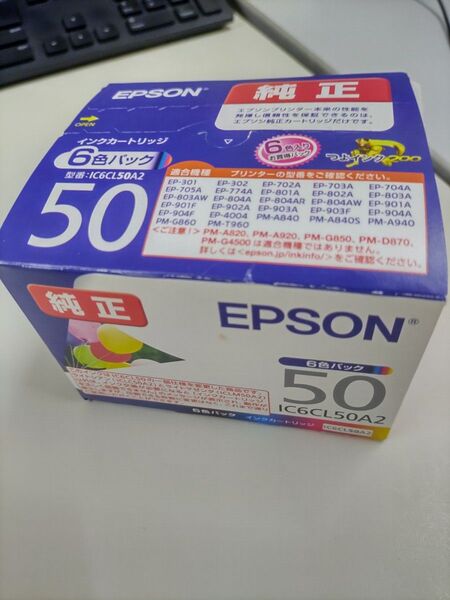 EPSON
純正
エプソンプリンター本来の性能を
発揮し信頼性を保証できるのは、
エプソン純正カートリッジだけです。
OPEN
インクカートリッジ
6色パック
型番:IC6CL50A2
50
6色入り
お買得パック
つよインク200
適合機種 プリンターの型番をご確認ください。
EP-301 EP-302 EP-702A EP-703A EP-704A
EP-705A EP-774A EP-801A EP-802A EP-803A
EP-803AW EP-804A EP-804AR EP-804AW EP-901A
EP-901F EP-902A EP-903A EP-903F EP-904A
EP-904F EP-4004 PM-A840 PM-A840S PM-A940
PM-G860 PM-T960
<ご注意!> PM-A820, PM-A920, PM-G850, PM-D870,
PM-G4500 は適合機種ではありません。
詳しくは<epson.jp/inkinfo/>をご確認ください。
純正
EPSON®
6色パック
50
IC6CL50A2
6色パック インクカートリッジ IC6CL50A2